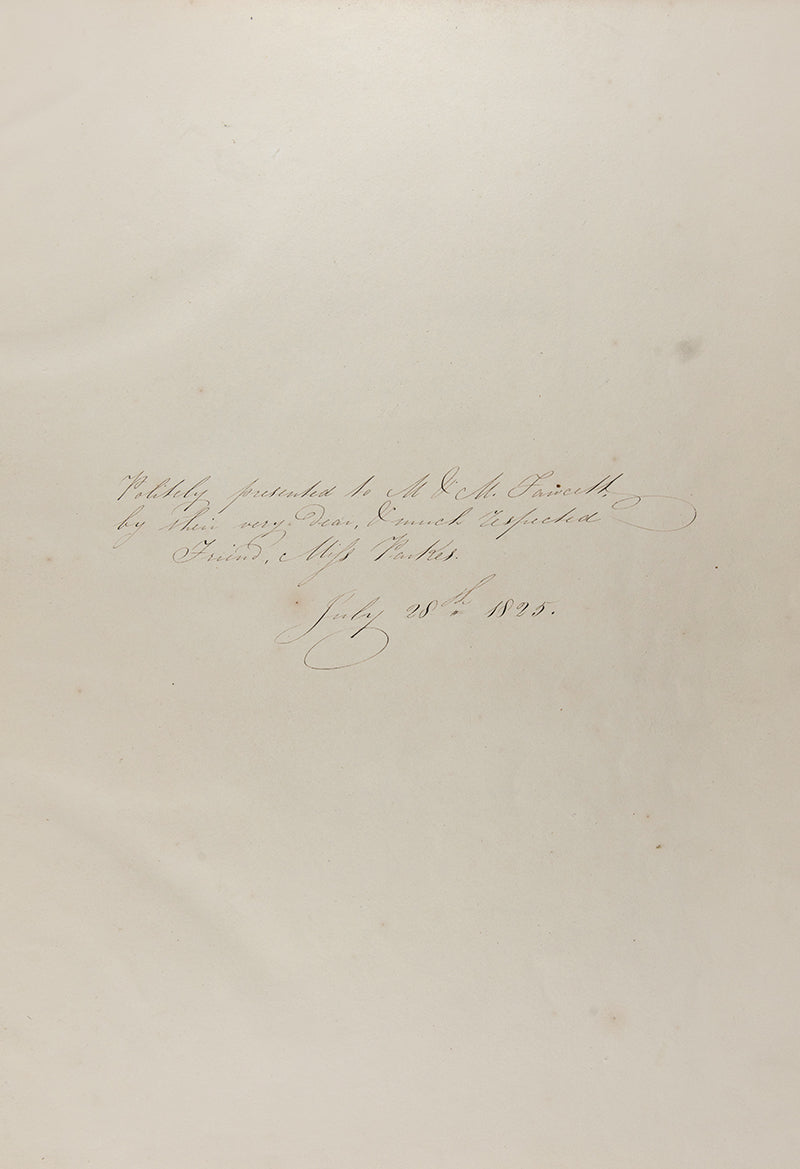 Politely presented to M & M. Fawcett.
by their very Dear, & much respected
Friend, Miss Parkes.
July 28th 1825.